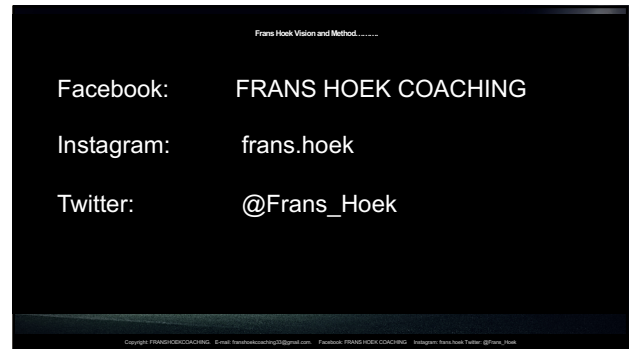 Frans Hoek Vision and Method..........
Facebook: FRANS HOEK COACHING
Instagram: frans.hoek
Twitter: @Frans_Hoek
Copyright: FRANSHOEKCOACHING. E-mail: franshoekcoaching33@gmail.com. Facebook: FRANS HOEK COACHING Instagram: frans.hoek Twitter: @Frans_Hoek